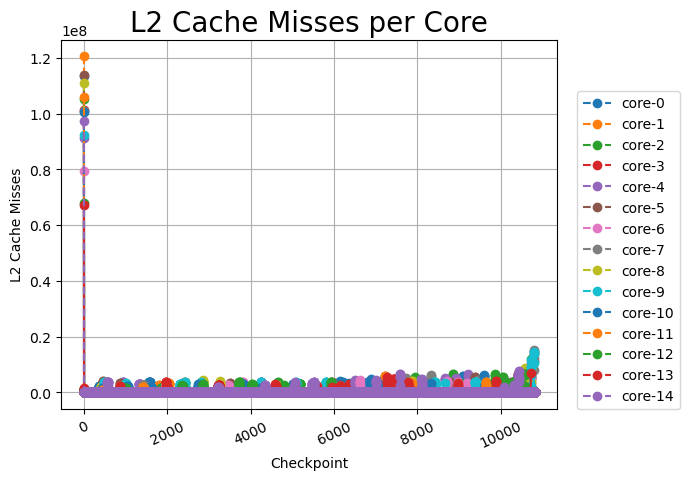 L2 Cache Misses per Core
1e8
1.2
1.0
0.8
0.6
0.4
0.2
0.0
L2 Cache Misses
0
2000
4000
6000
8000
10000
Checkpoint
core-0
core-1
core-2
core-3
core-4
core-5
core-6
core-7
core-8
core-9
core-10
core-11
core-12
core-13
core-14